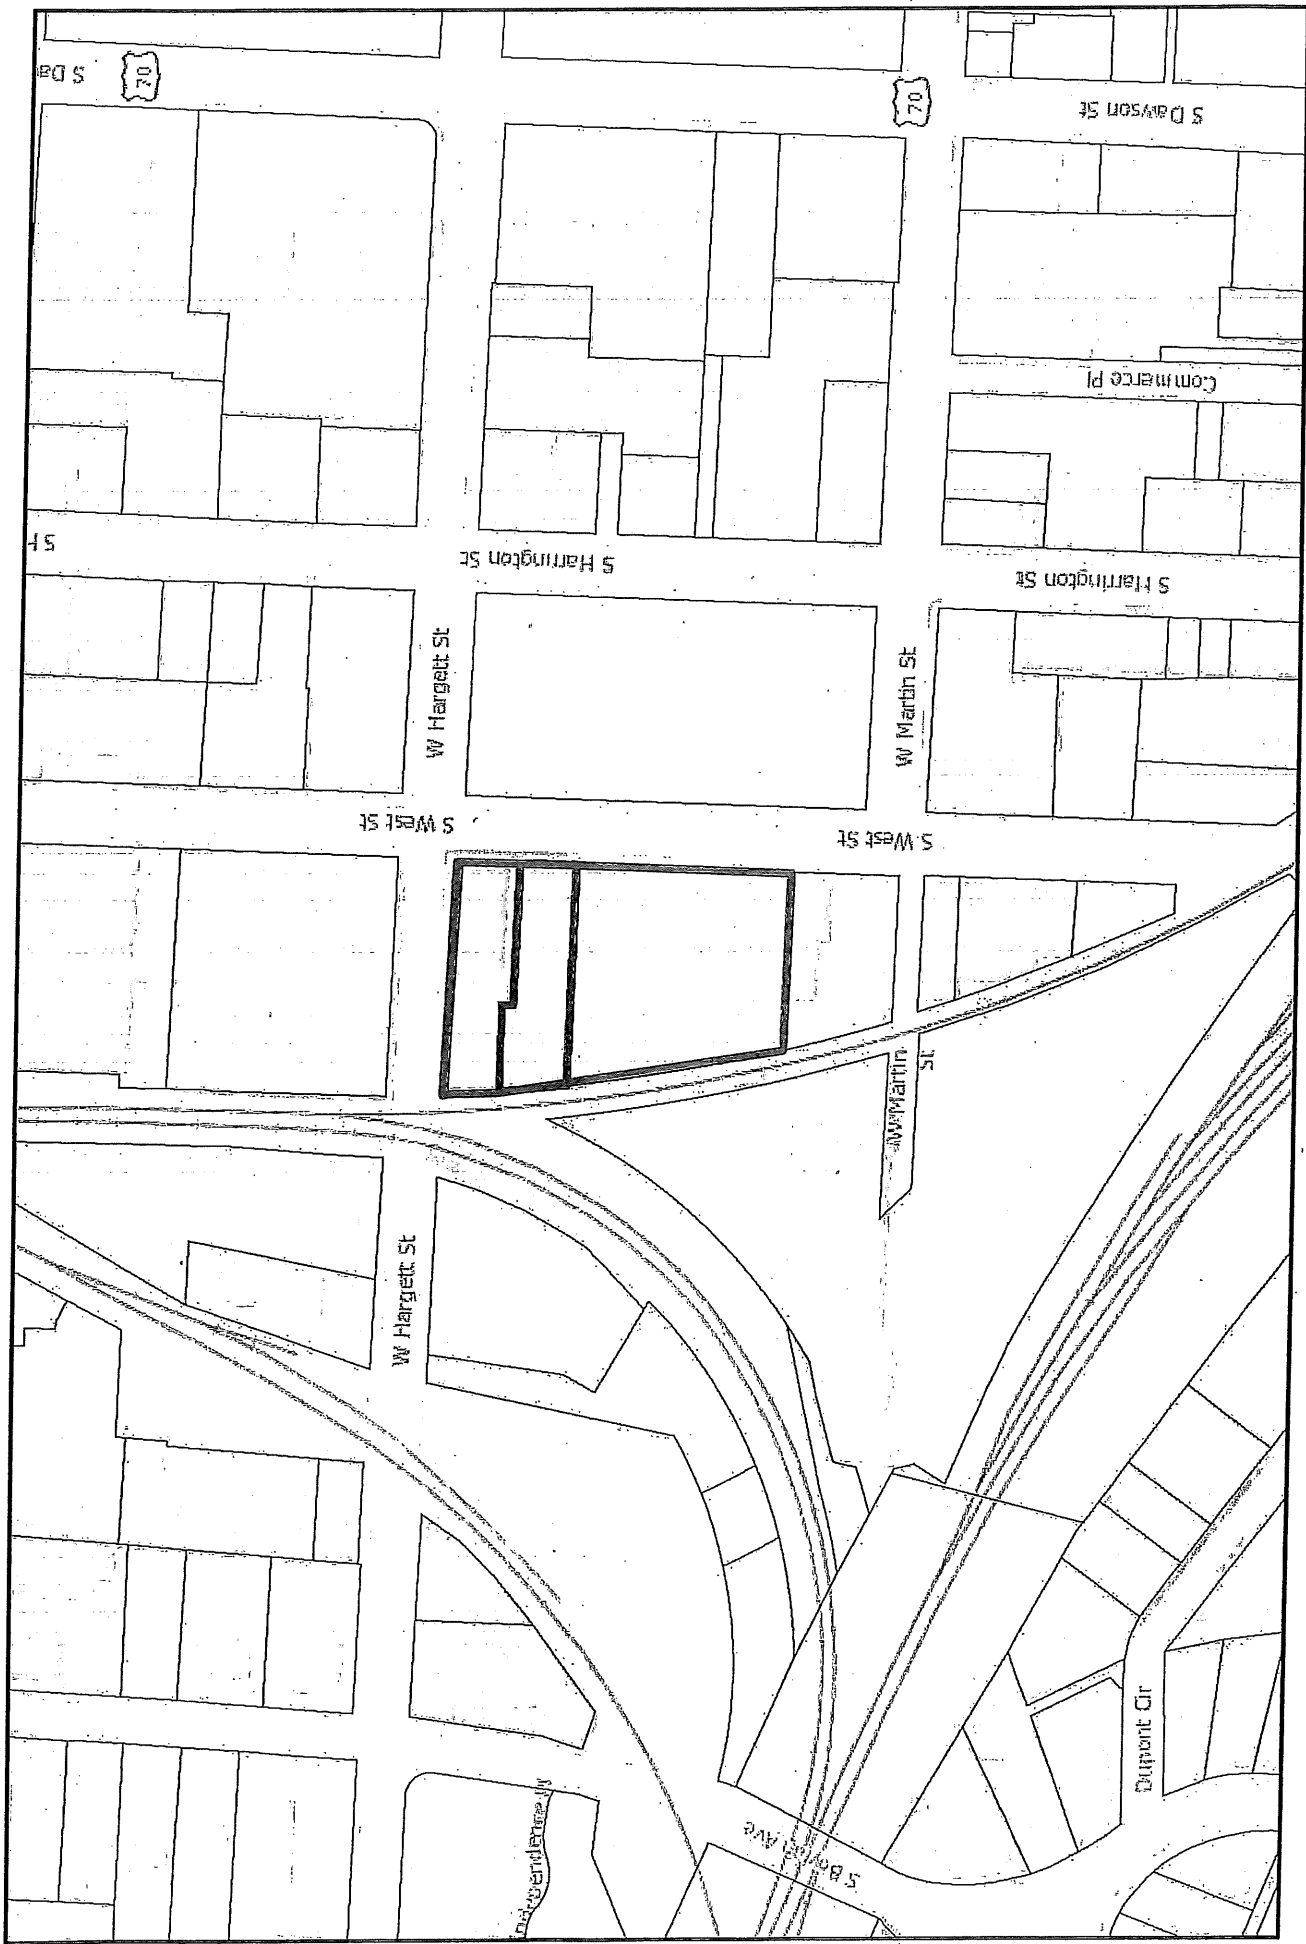 S Da
70
70
S Dawson St
Commerce Pl
S H
S Harrington St
S Harrington St
W Hargett St
W Martin St
S West St
S West St
W Martin
St
W Hargett St
Dupont Cir
S Boylan Ave